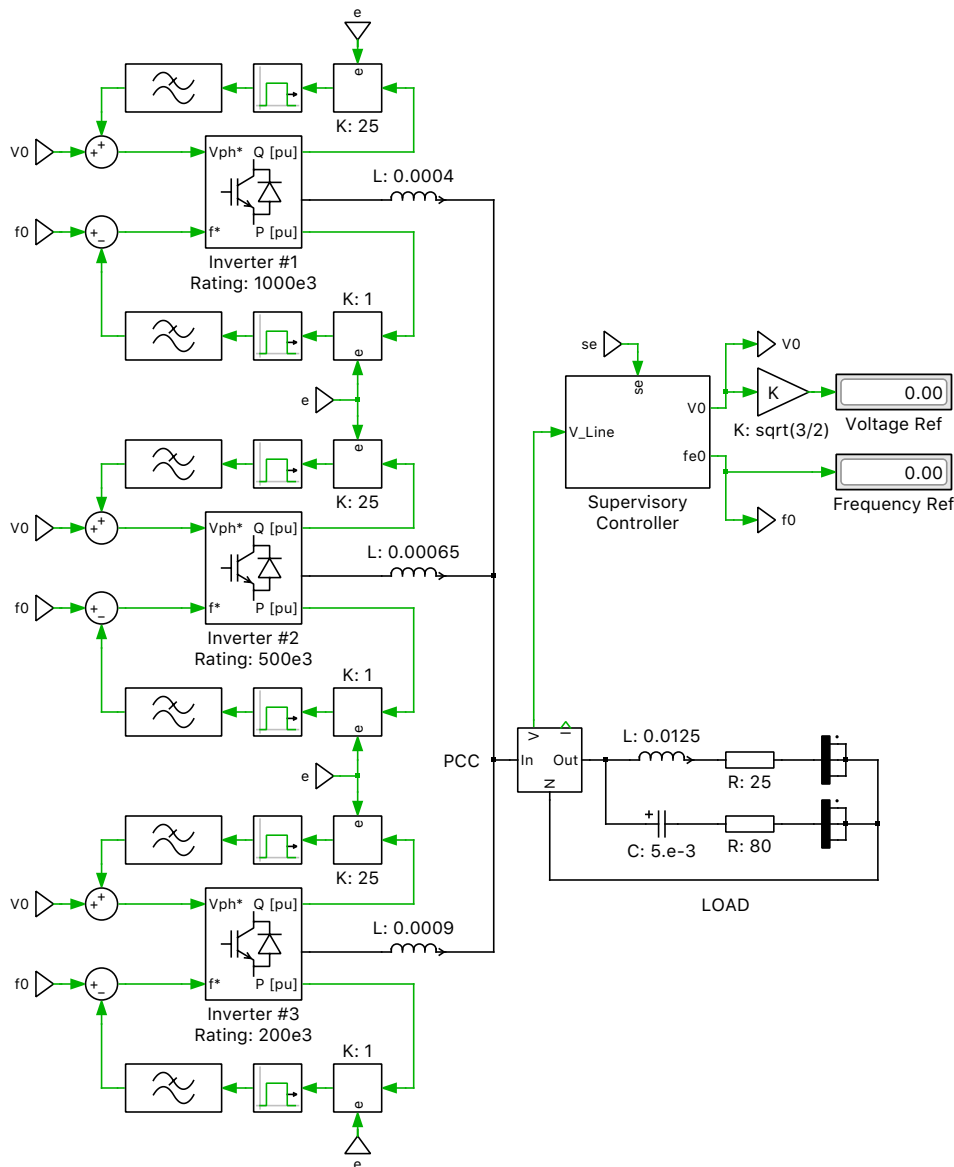 e
e
K: 25
V0
+
+
Vph*
Q [pu]
L: 0.0004
f0
+
−
f*
P [pu]
Inverter #1
Rating: 1000e3
K: 1
e
e
e
K: 25
V0
+
+
Vph*
Q [pu]
L: 0.00065
f0
+
−
f*
P [pu]
Inverter #2
Rating: 500e3
K: 1
e
e
e
K: 25
V0
+
+
Vph*
Q [pu]
L: 0.0009
f0
+
−
f*
P [pu]
Inverter #3
Rating: 200e3
K: 1
e
e
se
se
V_Line
V0
fe0
Supervisory
Controller
V0
K
K: sqrt(3/2)
0.00
Voltage Ref
0.00
Frequency Ref
f0
PCC
V
I
In
Out
N
L: 0.0125
R: 25
+
C: 5.e-3
R: 80
LOAD